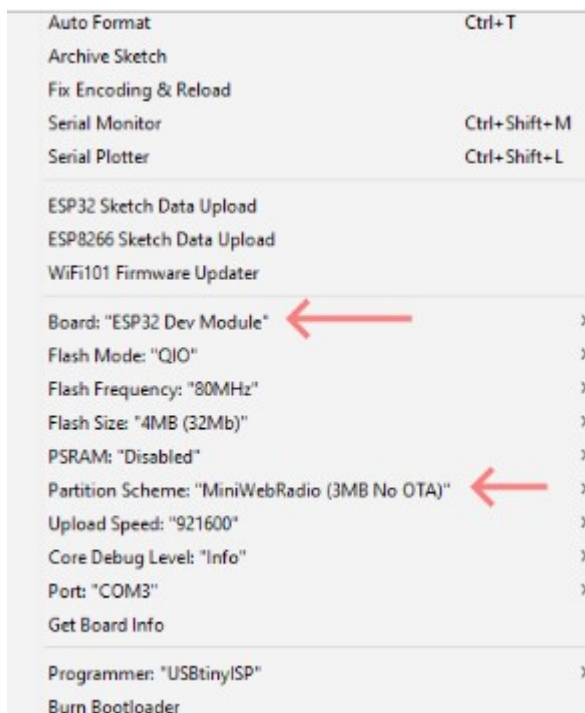 Auto Format Ctrl+T
Archive Sketch
Fix Encoding & Reload
Serial Monitor Ctrl+Shift+M
Serial Plotter Ctrl+Shift+L
ESP32 Sketch Data Upload
ESP8266 Sketch Data Upload
WiFi101 Firmware Updater
Board: "ESP32 Dev Module"
Flash Mode: "QIO"
Flash Frequency: "80MHz"
Flash Size: "4MB (32Mb)"
PSRAM: "Disabled"
Partition Scheme: "MiniWebRadio (3MB No OTA)"
Upload Speed: "921600"
Core Debug Level: "Info"
Port: "COM3"
Get Board Info
Programmer: "USBtinyISP"
Burn Bootloader